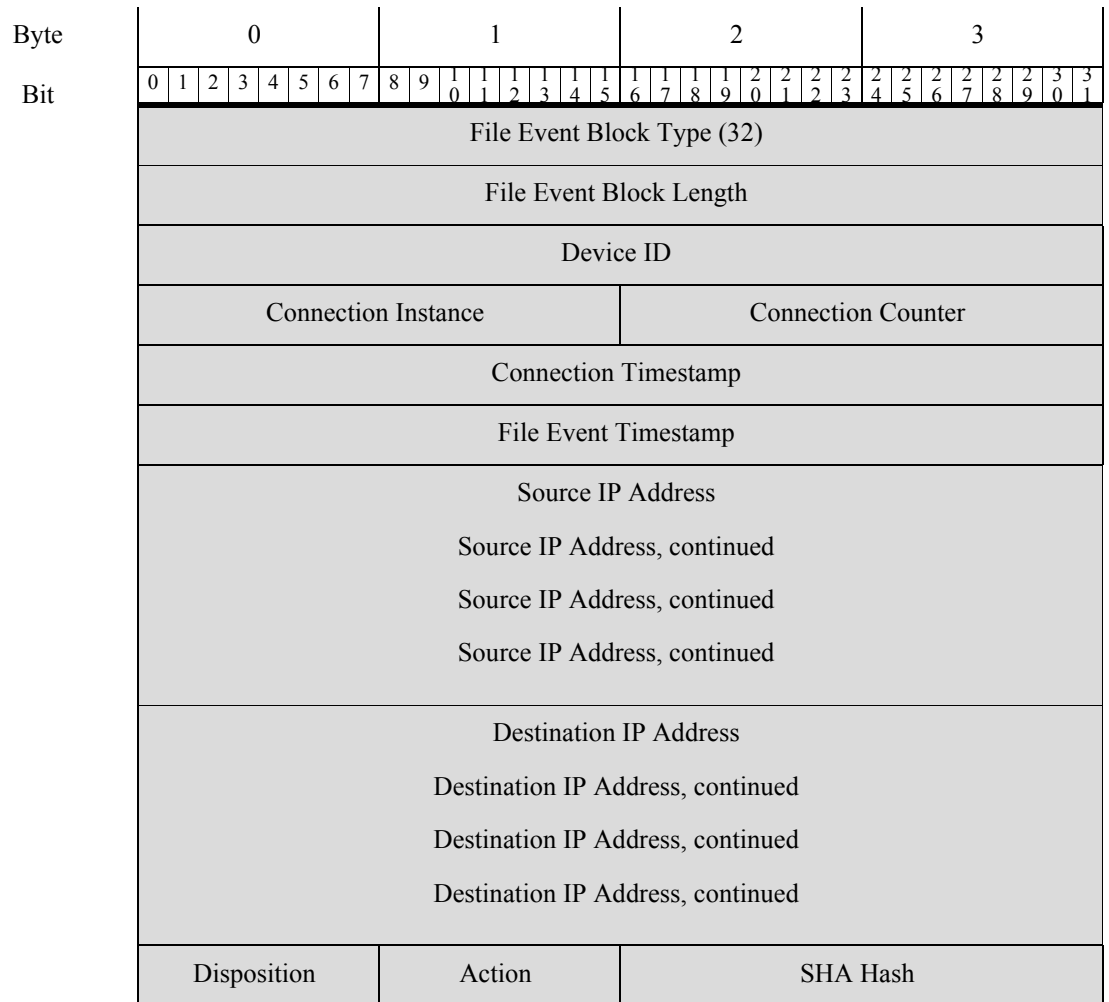 Byte 0 1 2 3
Bit 0 1 2 3 4 5 6 7 8 9 10 11 12 13 14 15 16 17 18 19 20 21 22 23 24 25 26 27 28 29 30 31
File Event Block Type (32)
File Event Block Length
Device ID
Connection Instance Connection Counter
Connection Timestamp
File Event Timestamp
Source IP Address
Source IP Address, continued
Source IP Address, continued
Source IP Address, continued
Destination IP Address
Destination IP Address, continued
Destination IP Address, continued
Destination IP Address, continued
Disposition Action SHA Hash